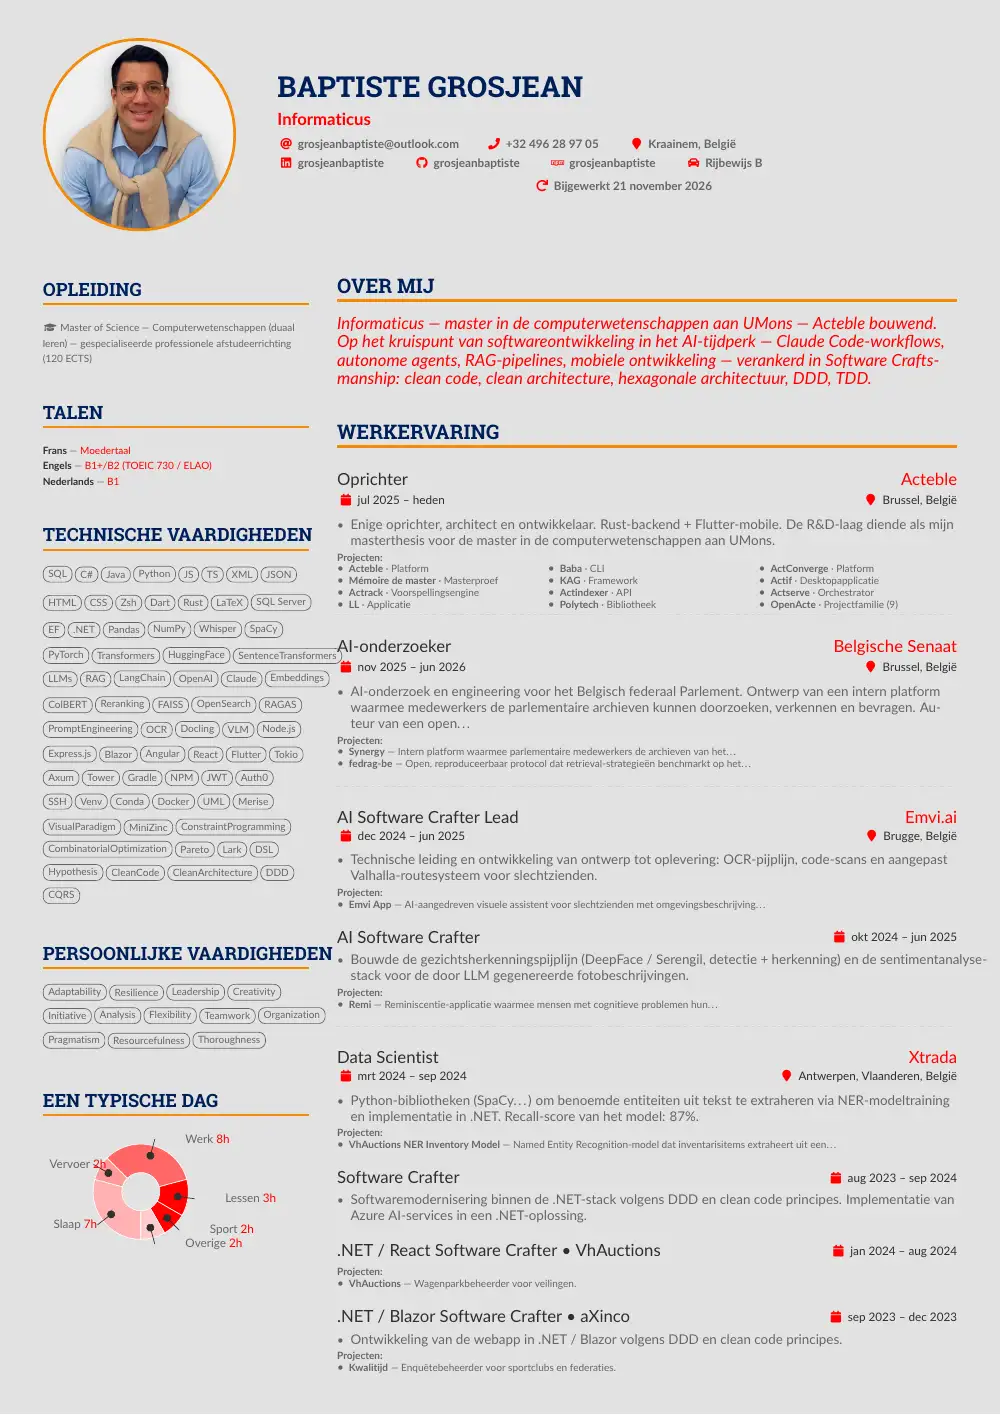 BAPTISTE GROSJEAN
Informaticus
grosjeanbaptiste@outlook.com +32 496 28 97 05 Kraainem, België
grosjeanbaptiste grosjeanbaptiste grosjeanbaptiste Rijbewijs B
Bijgewerkt 21 november 2026
OPLEIDING
Master of Science — Computerwetenschappen (duaal
leren) — gespecialiseerde professionele afstudeerrichting
(120 ECTS)
TALEN
Frans — Moedertaal
Engels — B1+/B2 (TOEIC 730 / ELAO)
Nederlands — B1
TECHNISCHE VAARDIGHEDEN
SQL C# Java Python JS TS XML JSON
HTML CSS Zsh Dart Rust LaTeX SQL Server
EF .NET Pandas NumPy Whisper SpaCy
PyTorch Transformers HuggingFace SentenceTransformers
LLMs RAG LangChain OpenAI Claude Embeddings
ColBERT Reranking FAISS OpenSearch RAGAS
PromptEngineering OCR Docling VLM Node.js
Express.js Blazor Angular React Flutter Tokio
Axum Tower Gradle NPM JWT Auth0
SSH Venv Conda Docker UML Merise
VisualParadigm MiniZinc ConstraintProgramming
CombinatorialOptimization Pareto Lark DSL
Hypothesis CleanCode CleanArchitecture DDD
CQRS
PERSOONLIJKE VAARDIGHEDEN
Adaptability Resilience Leadership Creativity
Initiative Analysis Flexibility Teamwork Organization
Pragmatism Resourcefulness Thoroughness
EEN TYPISCHE DAG
Werk 8h
Vervoer 2h
Lessen 3h
Slaap 7h
Sport 2h
Overige 2h
OVER MIJ
Informaticus — master in de computerwetenschappen aan UMons — Acteble bouwend.
Op het kruispunt van softwareontwikkeling in het AI-tijdperk — Claude Code-workflows,
autonome agents, RAG-pipelines, mobiele ontwikkeling — verankerd in Software Crafts-
manship: clean code, clean architecture, hexagonale architectuur, DDD, TDD.
WERKERVARING
Oprichter Acteble
jul 2025 – heden Brussel, België
• Enige oprichter, architect en ontwikkelaar. Rust-backend + Flutter-mobile. De R&D-laag diende als mijn
masterthesis voor de master in de computerwetenschappen aan UMons.
Projecten:
• Acteble · Platform • Baba · CLI • ActConverge · Platform
• Mémoire de master · Masterproef • KAG · Framework • Actif · Desktopapplicatie
• Actrack · Voorspellingsengine • Actindexer · API • Actserve · Orchestrator
• LL · Applicatie • Polytech · Bibliotheek • OpenActe · Projectfamilie (9)
AI-onderzoeker Belgische Senaat
nov 2025 – jun 2026 Brussel, België
• AI-onderzoek en engineering voor het Belgisch federaal Parlement. Ontwerp van een intern platform
waarmee medewerkers de parlementaire archieven kunnen doorzoeken, verkennen en bevragen. Au-
teur van een open…
Projecten:
• Synergy — Intern platform waarmee parlementaire medewerkers de archieven van het…
• fedrag-be — Open, reproduceerbaar protocol dat retrieval-strategieën benchmarkt op het…
AI Software Crafter Lead Emvi.ai
dec 2024 – jun 2025 Brugge, België
• Technische leiding en ontwikkeling van ontwerp tot oplevering: OCR-pijplijn, code-scans en aangepast
Valhalla-routesysteem voor slechtzienden.
Projecten:
• Emvi App — AI-aangedreven visuele assistent voor slechtzienden met omgevingsbeschrijving…
AI Software Crafter okt 2024 – jun 2025
• Bouwde de gezichtsherkenningspijplijn (DeepFace / Serengil, detectie + herkenning) en de sentimentanalyse-
stack voor de door LLM gegenereerde fotobeschrijvingen.
Projecten:
• Remi — Reminiscentie-applicatie waarmee mensen met cognitieve problemen hun…
Data Scientist Xtrada
mrt 2024 – sep 2024 Antwerpen, Vlaanderen, België
• Python-bibliotheken (SpaCy…) om benoemde entiteiten uit tekst te extraheren via NER-modeltraining
en implementatie in .NET. Recall-score van het model: 87%.
Projecten:
• VhAuctions NER Inventory Model — Named Entity Recognition-model dat inventarisitems extraheert uit een…
Software Crafter aug 2023 – sep 2024
• Softwaremodernisering binnen de .NET-stack volgens DDD en clean code principes. Implementatie van
Azure AI-services in een .NET-oplossing.
.NET / React Software Crafter • VhAuctions jan 2024 – aug 2024
Projecten:
• VhAuctions — Wagenparkbeheerder voor veilingen.
.NET / Blazor Software Crafter • aXinco sep 2023 – dec 2023
• Ontwikkeling van de webapp in .NET / Blazor volgens DDD en clean code principes.
Projecten:
• Kwalitijd — Enquêtebeheerder voor sportclubs en federaties.